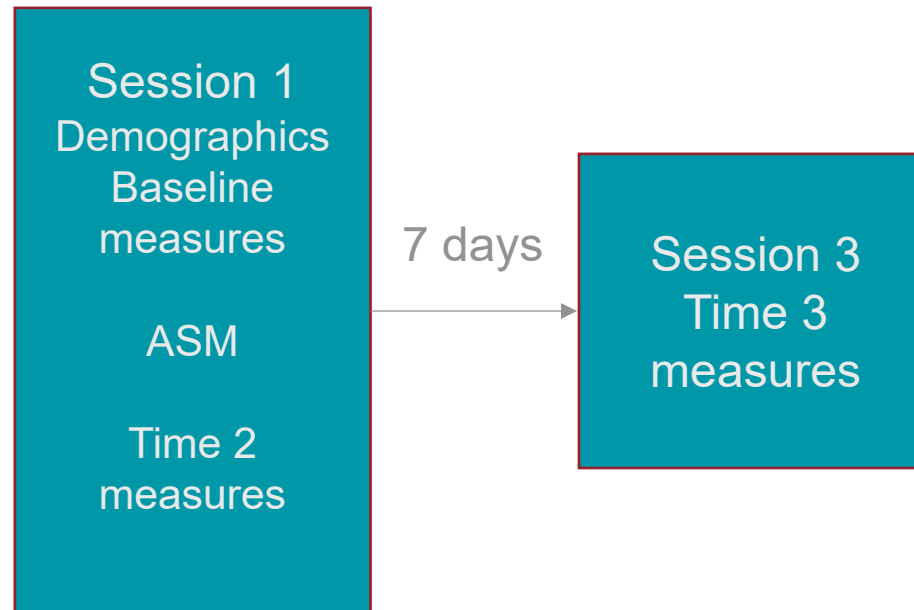 Session 1
Demographics
Baseline
measures
ASM
Time 2
measures
7 days
Session 3
Time 3
measures